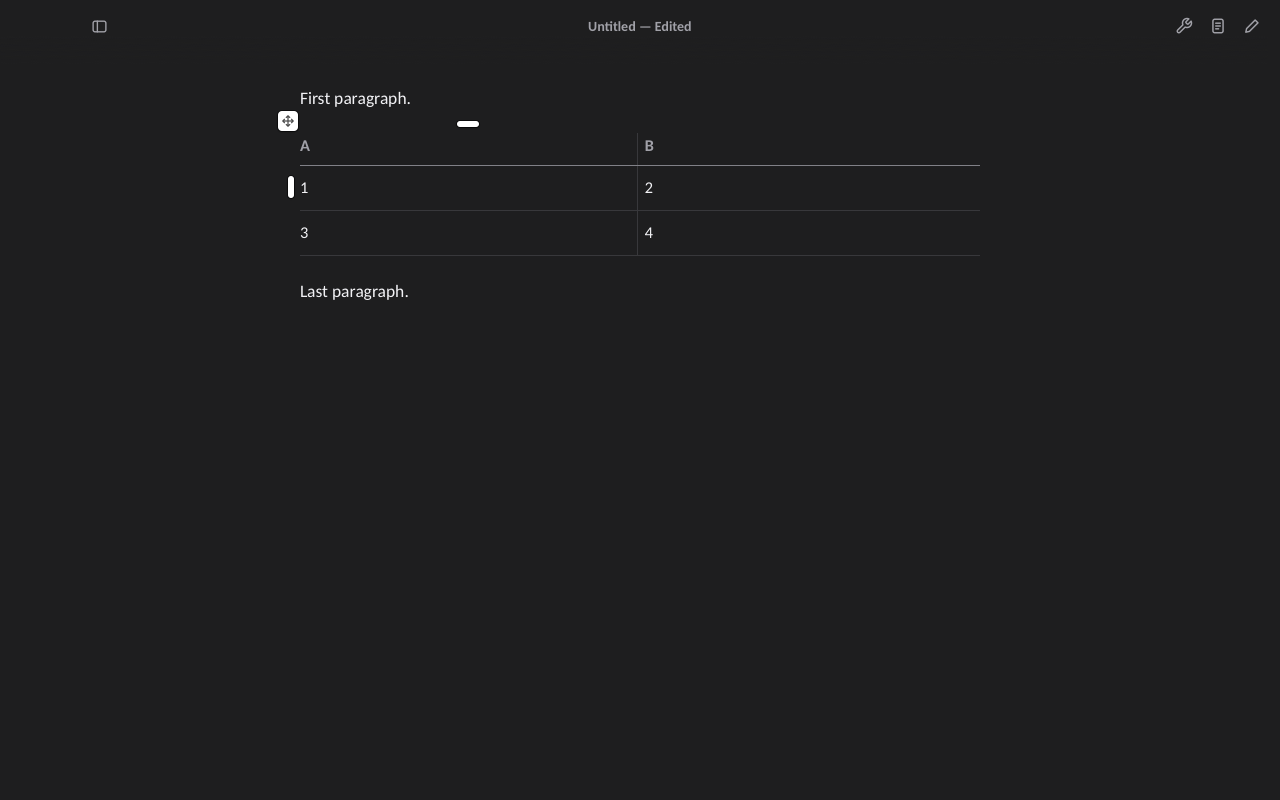 Untitled — Edited
First paragraph.
A B
1 2
3 4
Last paragraph.